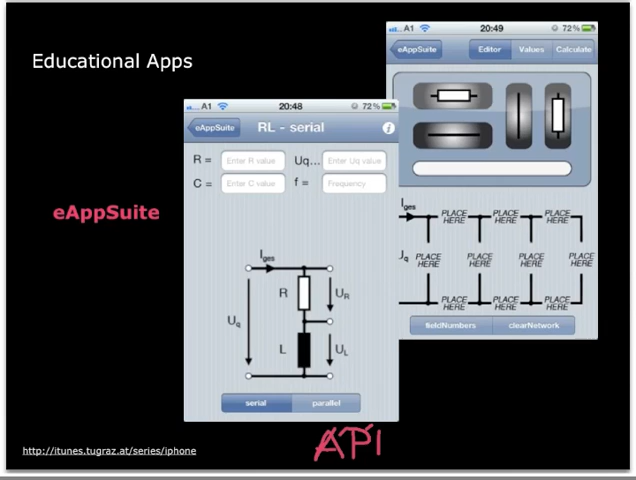 Educational Apps
eAppSuite
A1 20:48 72%
eAppSuite RL - serial i
R = Enter R value Uq... Enter Uq value
C = Enter C value f = Frequency
Iges
R UR
Uq
L UL
serial parallel
A1 20:49 72%
eAppSuite Editor Values Calculate
Iges
PLACE HERE PLACE HERE PLACE HERE
Uq PLACE HERE PLACE HERE PLACE HERE PLACE HERE
PLACE HERE PLACE HERE PLACE HERE
fieldNumbers clearNetwork
API
http://itunes.tugraz.at/series/iphone